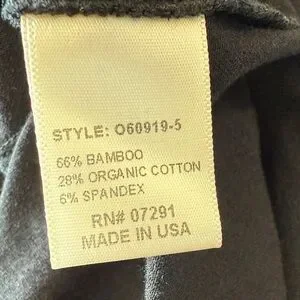 STYLE: O60919-5
66% BAMBOO
28% ORGANIC COTTON
6% SPANDEX
RN# 07291
MADE IN USA